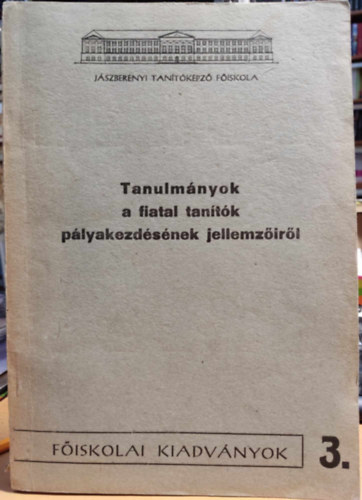 JÁSZBERÉNYI TANÍTÓKÉPZŐ FŐISKOLA
Tanulmányok
a fiatal tanítók
pályakezdésének jellemzőiről
FŐISKOLAI KIADVÁNYOK 3.